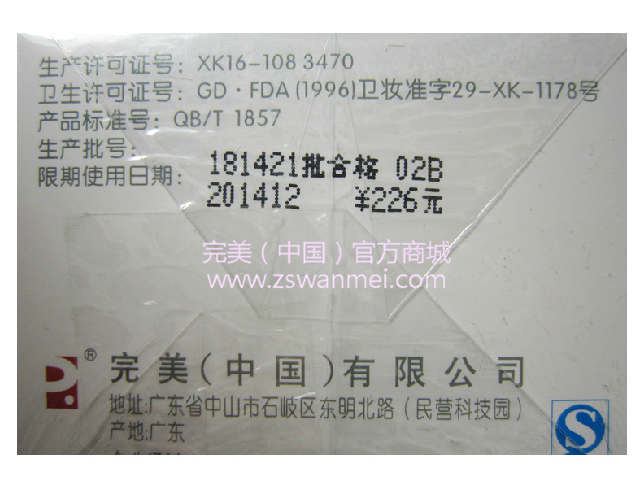 生产许可证号: XK16-108 3470
卫生许可证号: GD·FDA (1996)卫妆准字29-XK-1178号
产品标准号: QB/T 1857
生产批号: 181421批合格 02B
限期使用日期: 201412 ¥226元
完美（中国）官方商城
www.zswanmei.com
® 完美(中国)有限公司
地址:广东省中山市石岐区东明北路（民营科技园）
产地:广东